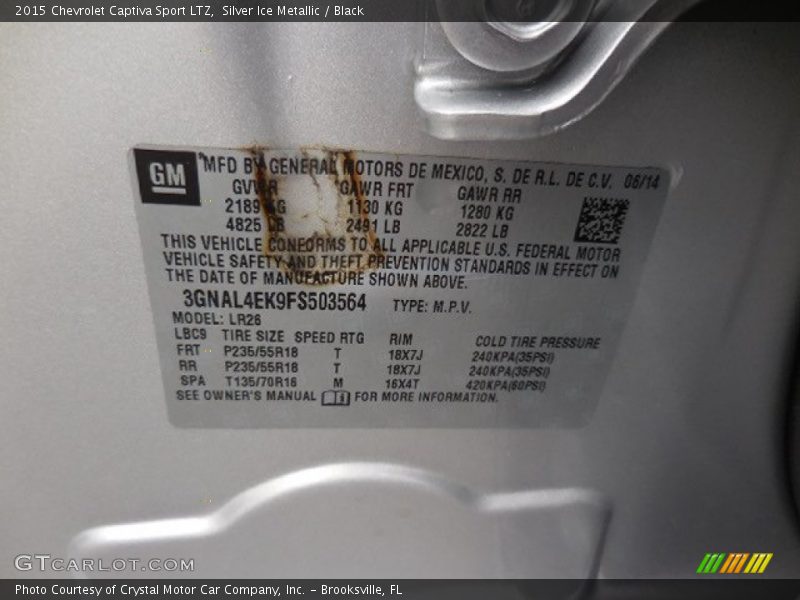 2015 Chevrolet Captiva Sport LTZ, Silver Ice Metallic / Black
GM
MFD BY GENERAL MOTORS DE MEXICO, S. DE R.L. DE C.V. 06/14
GVWR GAWR FRT GAWR RR
2189 KG 1130 KG 1280 KG
4825 LB 2491 LB 2822 LB
THIS VEHICLE CONFORMS TO ALL APPLICABLE U.S. FEDERAL MOTOR
VEHICLE SAFETY AND THEFT PREVENTION STANDARDS IN EFFECT ON
THE DATE OF MANUFACTURE SHOWN ABOVE.
3GNAL4EK9FS503564 TYPE: M.P.V.
MODEL: LR26
LBC9 TIRE SIZE SPEED RTG RIM COLD TIRE PRESSURE
FRT P235/55R18 T 18X7J 240KPA(35PSI)
RR P235/55R18 T 18X7J 240KPA(35PSI)
SPA T135/70R16 M 16X4T 420KPA(60PSI)
SEE OWNER'S MANUAL FOR MORE INFORMATION.
GTCARLOT.COM
Photo Courtesy of Crystal Motor Car Company, Inc. – Brooksville, FL